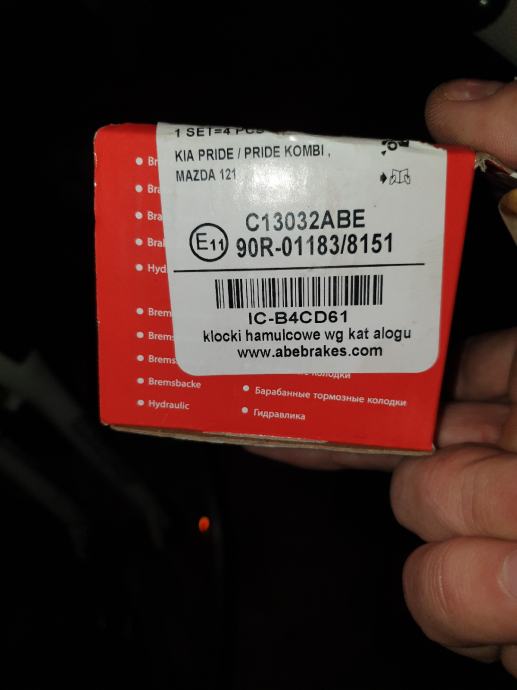 1 SET=4 PCS
KIA PRIDE / PRIDE KOMBI ,
MAZDA 121
C13032ABE
E11
90R-01183/8151
IC-B4CD61
klocki hamulcowe wg kat alogu
www.abebrakes.com
Bremsbacke
Hydraulic
колодки
Барабанные тормозные колодки
Гидравлика